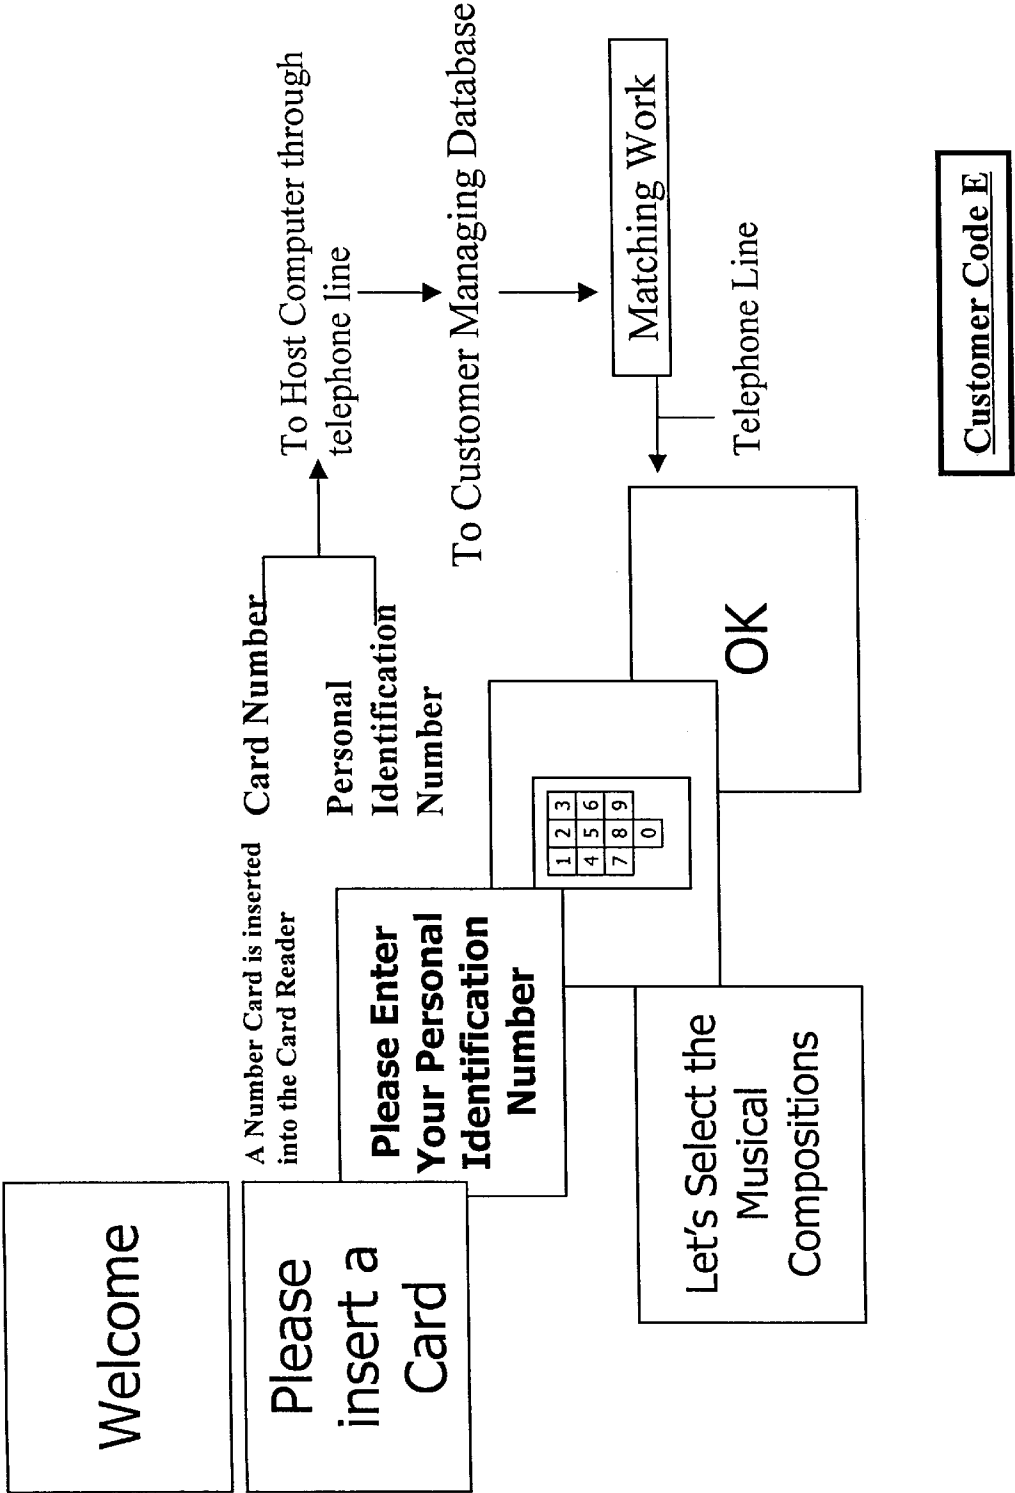 Welcome
Please
insert a
Card
A Number Card is inserted
into the Card Reader
Card Number
Personal
Identification
Number
To Host Computer through
telephone line
To Customer Managing Database
Matching Work
Telephone Line
Please Enter
Your Personal
Identification
Number
1 2 3
4 5 6
7 8 9
0
OK
Let's Select the
Musical
Compositions
Customer Code E